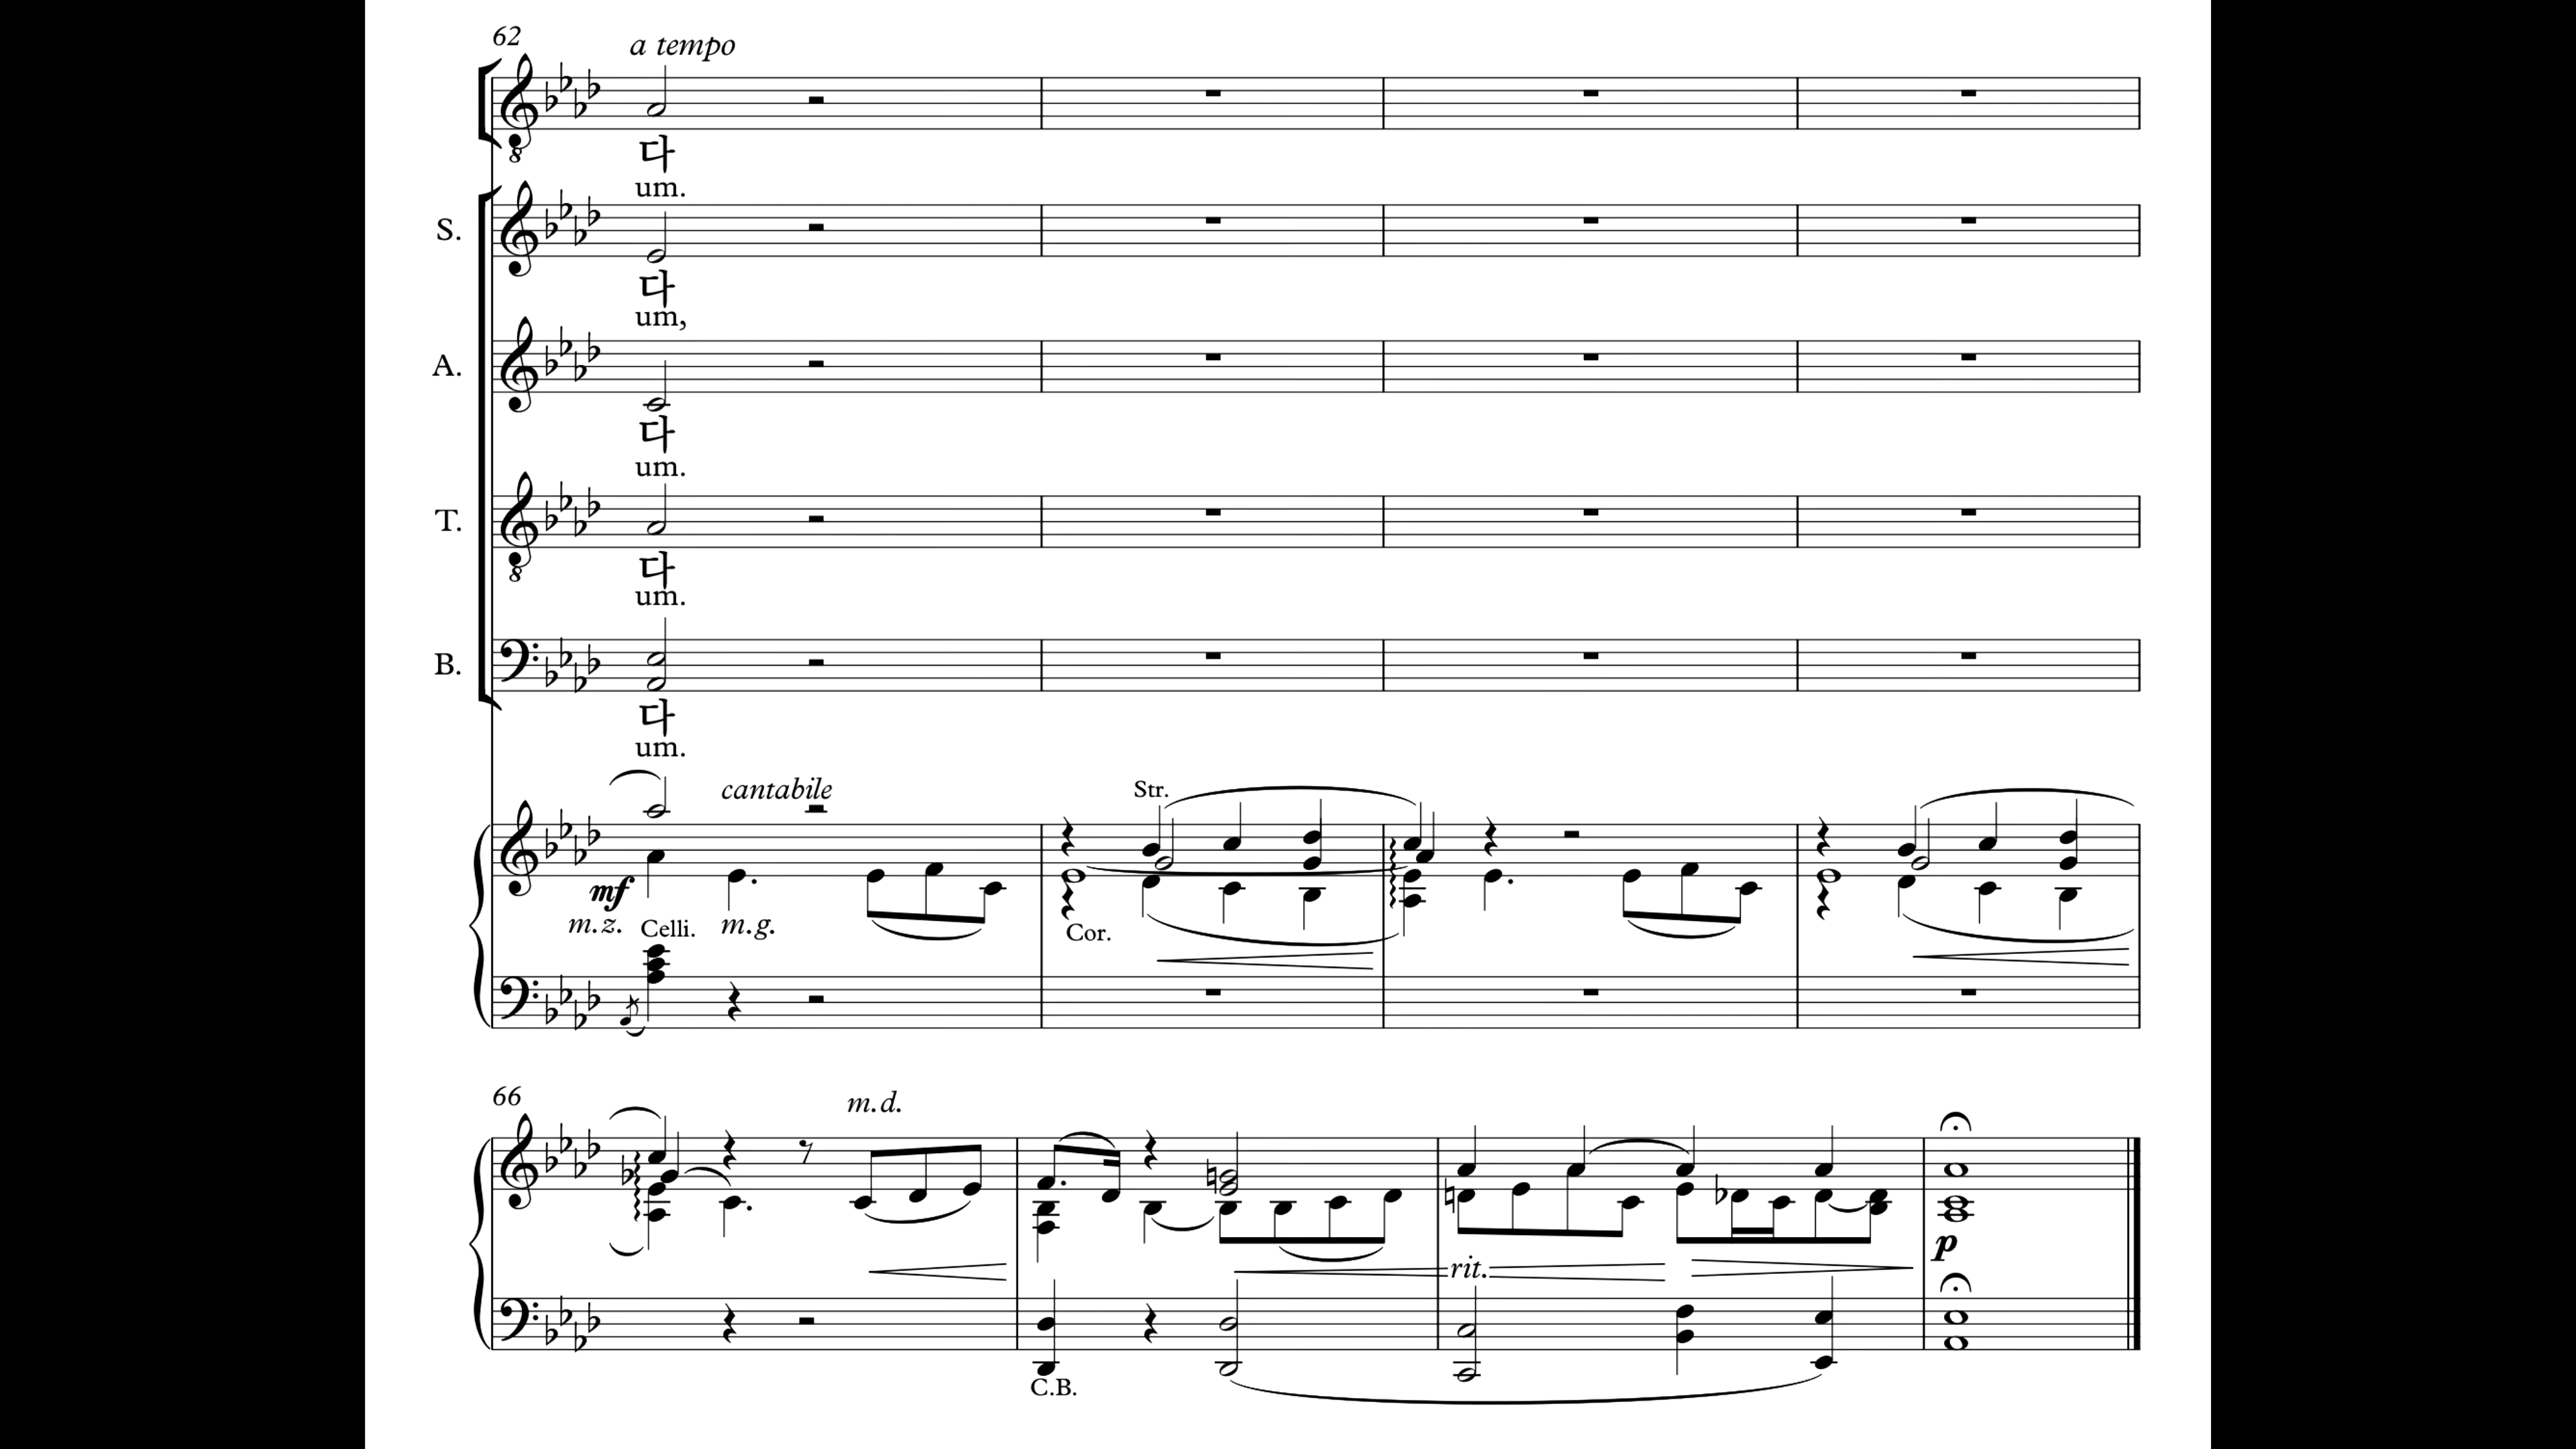 62
a tempo
다
um.
S.
다
um,
A.
다
um.
T.
다
um.
B.
다
um.
cantabile
Str.
mf
m.z. Celli. m.g.
Cor.
66
m.d.
rit.
p
C.B.